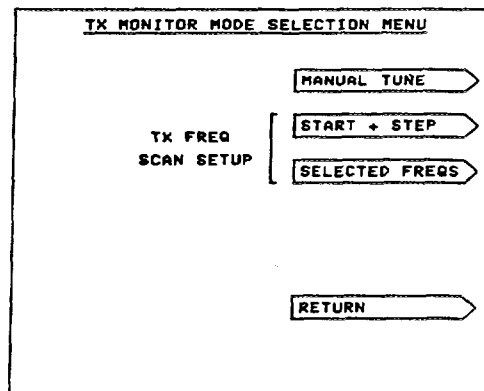 TX MONITOR MODE SELECTION MENU
MANUAL TUNE
TX FREQ
SCAN SETUP
START + STEP
SELECTED FREQS
RETURN